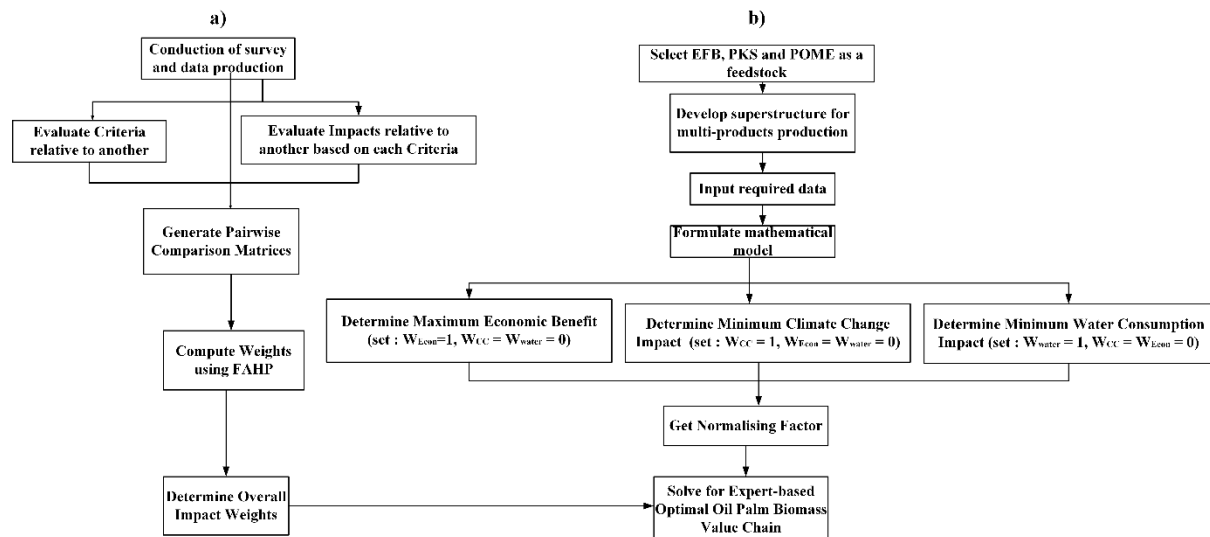 a)
Conduction of survey
and data production
Evaluate Criteria
relative to another
Evaluate Impacts relative to
another based on each Criteria
Generate Pairwise
Comparison Matrices
Compute Weights
using FAHP
Determine Overall
Impact Weights
b)
Select EFB, PKS and POME as a
feedstock
Develop superstructure for
multi-products production
Input required data
Formulate mathematical
model
Determine Maximum Economic Benefit
(set : WEcon=1, WCC = Wwater = 0)
Determine Minimum Climate Change
Impact (set : WCC = 1, WEcon = Wwater = 0)
Determine Minimum Water Consumption
Impact (set : Wwater = 1, WCC = WEcon = 0)
Get Normalising Factor
Solve for Expert-based
Optimal Oil Palm Biomass
Value Chain